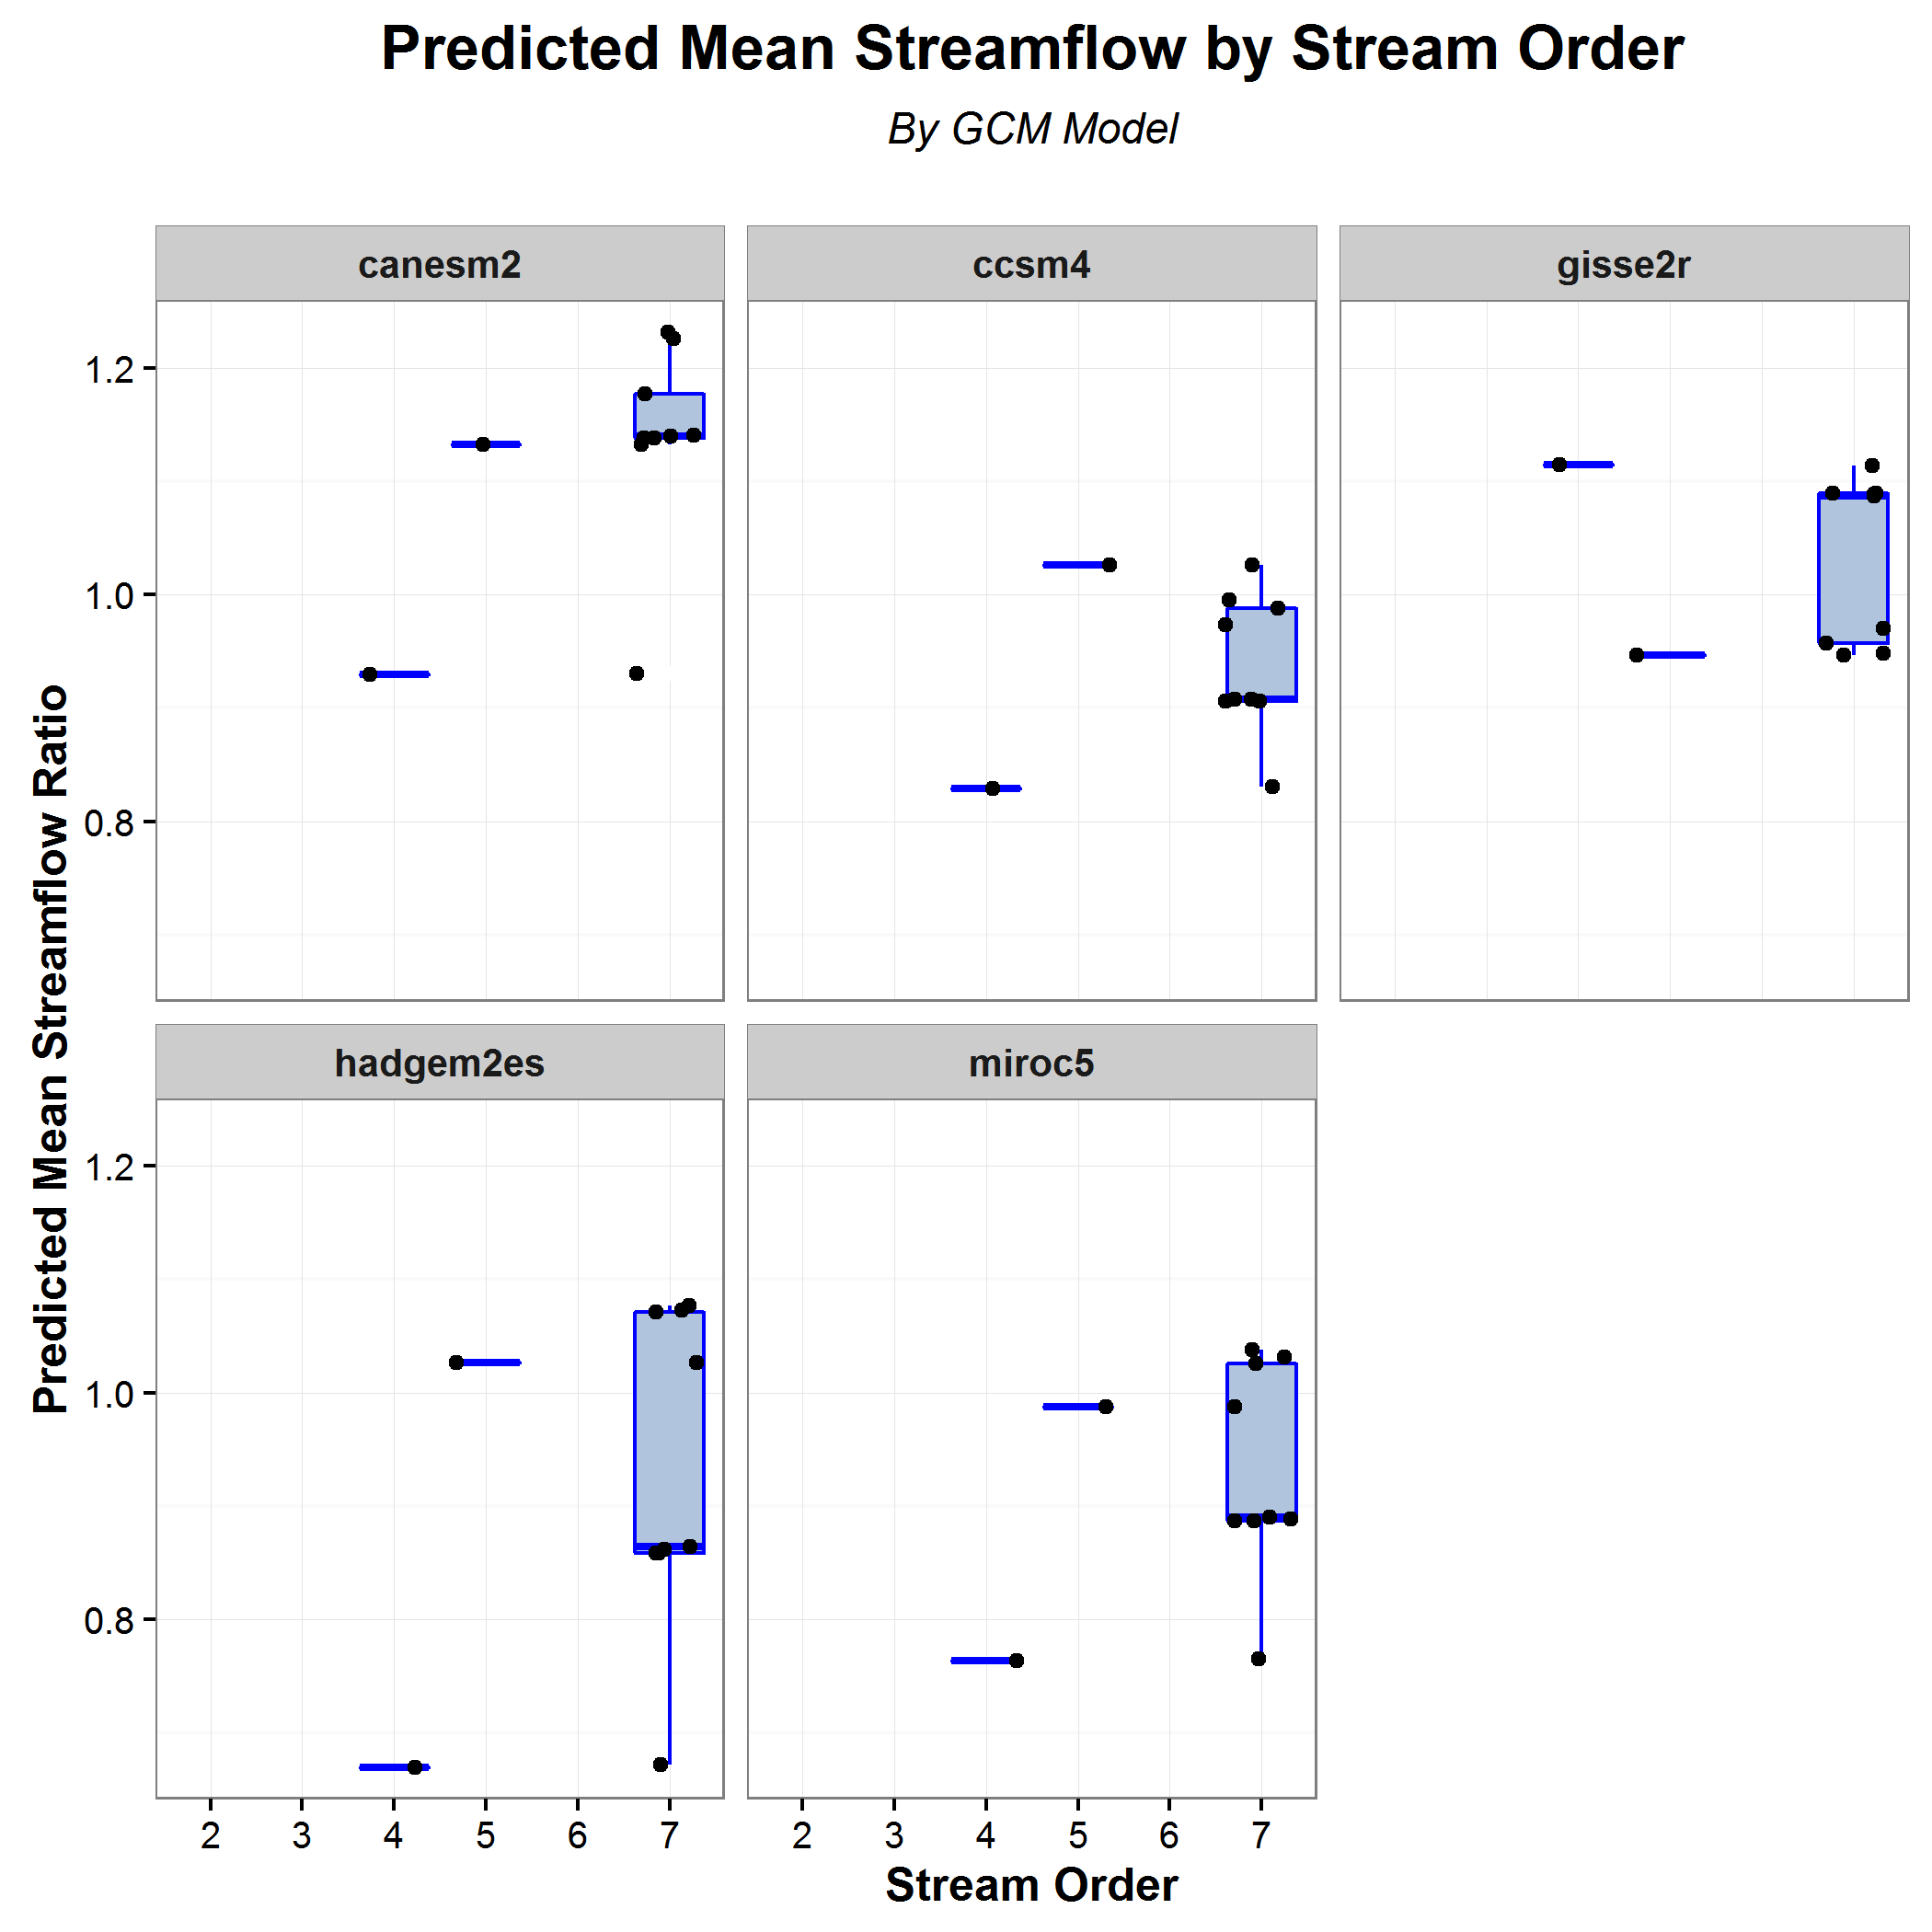 Predicted Mean Streamflow by Stream Order
By GCM Model
canesm2
ccsm4
gisse2r
1.2
1.0
0.8
Predicted Mean Streamflow Ratio
hadgem2es
miroc5
1.2
1.0
0.8
2 3 4 5 6 7
2 3 4 5 6 7
Stream Order